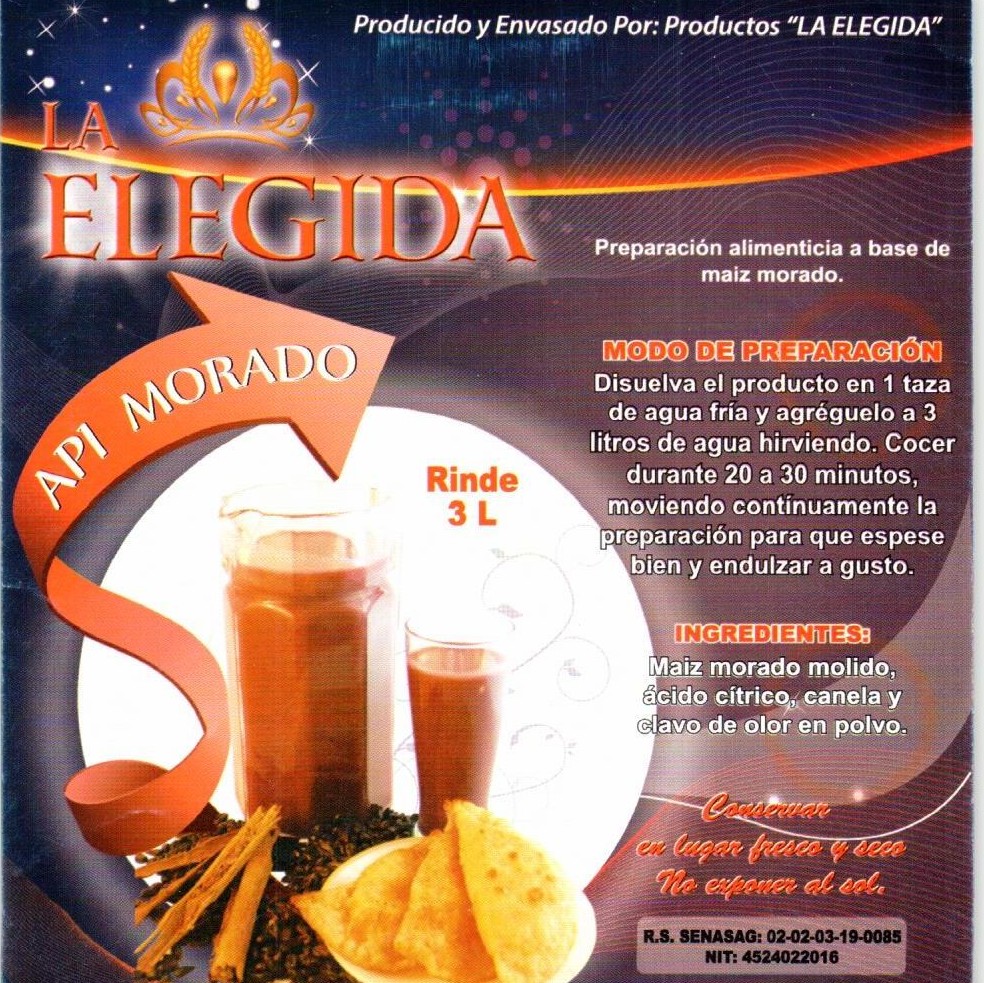 Producido y Envasado Por: Productos "LA ELEGIDA"
LA
ELEGIDA
Preparación alimenticia a base de
maiz morado.
API MORADO
Rinde
3 L
MODO DE PREPARACIÓN
Disuelva el producto en 1 taza
de agua fría y agréguelo a 3
litros de agua hirviendo. Cocer
durante 20 a 30 minutos,
moviendo contínuamente la
preparación para que espese
bien y endulzar a gusto.
INGREDIENTES:
Maiz morado molido,
ácido cítrico, canela y
clavo de olor en polvo.
Conservar
en lugar fresco y seco
No exponer al sol.
R.S. SENASAG: 02-02-03-19-0085
NIT: 4524022016